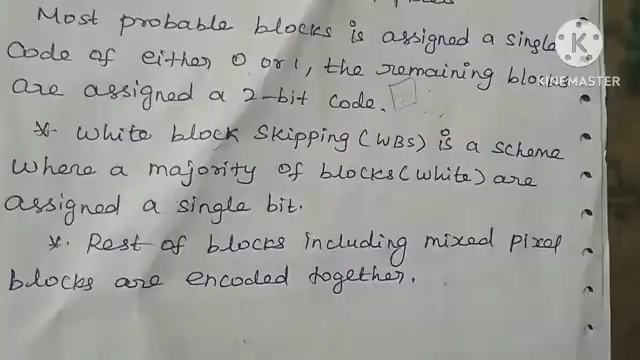 Most probable blocks is assigned a single
Code of either 0 or 1, the remaining blocks
are assigned a 2-bit code.
*. White block Skipping (WBS) is a scheme
where a majority of blocks (white) are
assigned a single bit.
*. Rest of blocks including mixed pixel
blocks are encoded together.
KINEMASTER